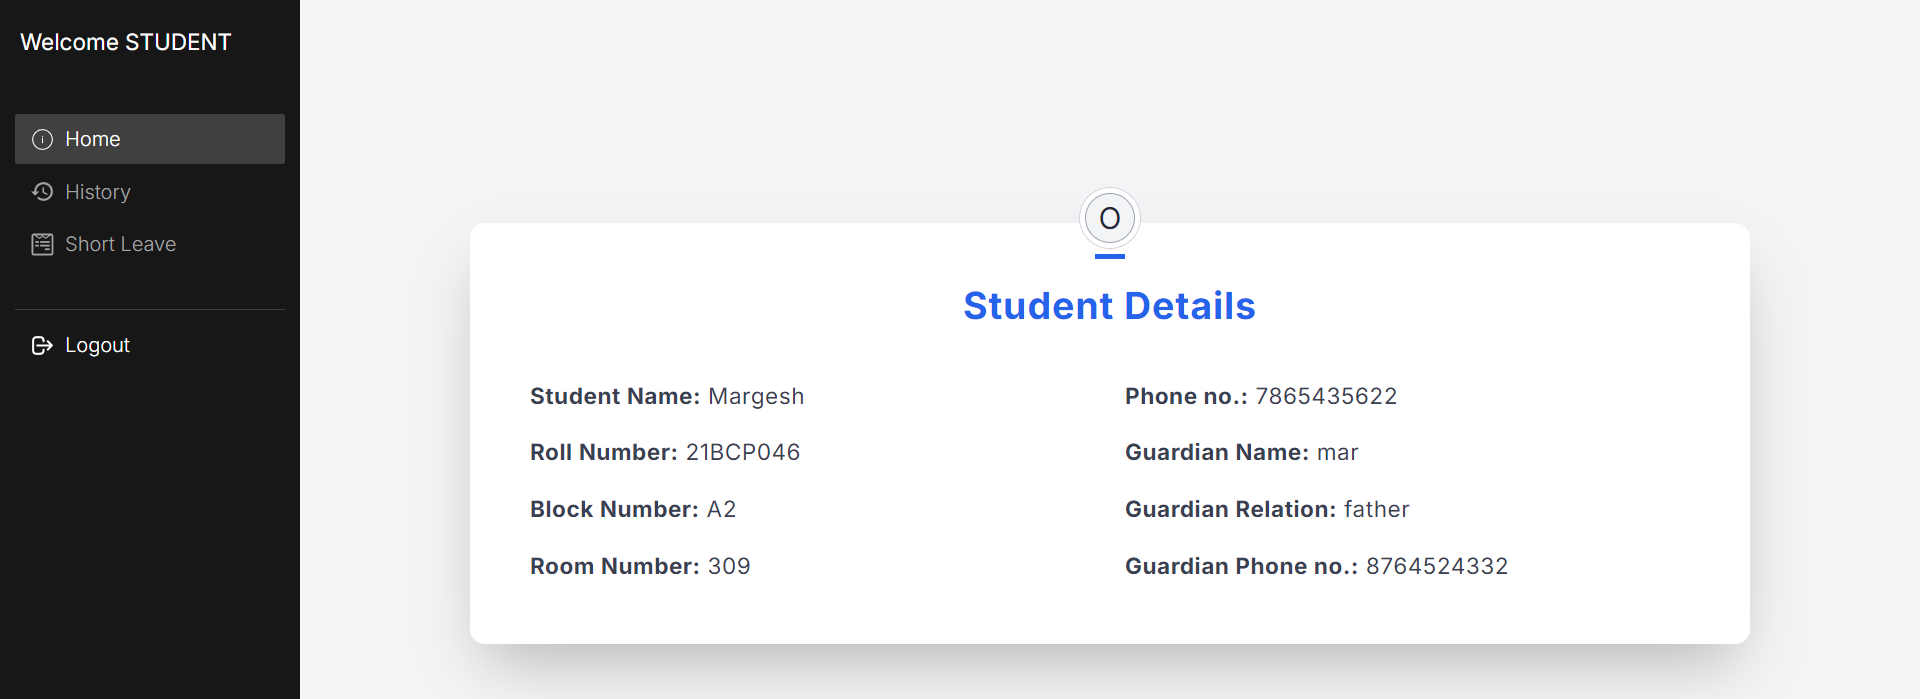 Welcome STUDENT
Home
History
Short Leave
Logout
O
Student Details
Student Name: Margesh
Roll Number: 21BCP046
Block Number: A2
Room Number: 309
Phone no.: 7865435622
Guardian Name: mar
Guardian Relation: father
Guardian Phone no.: 8764524332